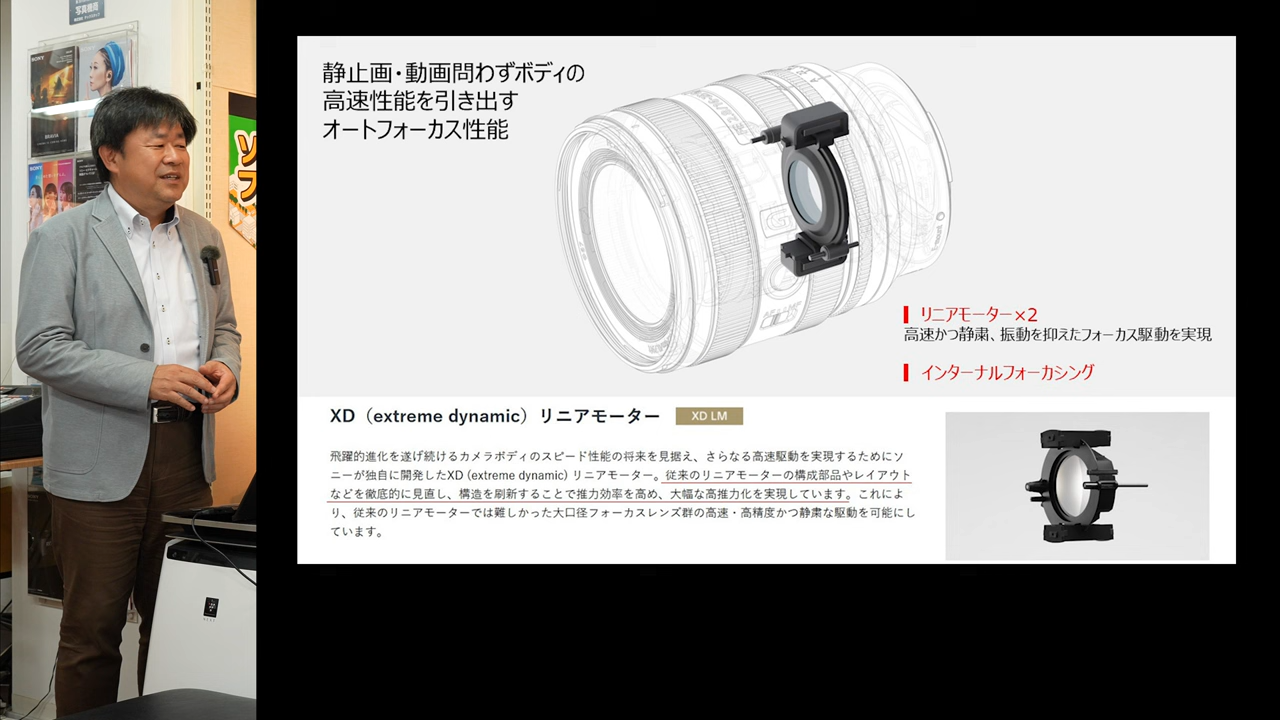 写真機商
SONY
BRAVIA
SONY
ソ
フ
静止画・動画問わずボディの
高速性能を引き出す
オートフォーカス性能
G
リニアモーター×2
高速かつ静粛、振動を抑えたフォーカス駆動を実現
インターナルフォーカシング
XD（extreme dynamic）リニアモーター
XD LM
飛躍的進化を遂げ続けるカメラボディのスピード性能の将来を見据え、さらなる高速駆動を実現するためにソ
ニーが独自に開発したXD（extreme dynamic）リニアモーター。従来のリニアモーターの構成部品やレイアウト
などを徹底的に見直し、構造を刷新することで推力効率を高め、大幅な高推力化を実現しています。これによ
り、従来のリニアモーターでは難しかった大口径フォーカスレンズ群の高速・高精度かつ静粛な駆動を可能にし
ています。